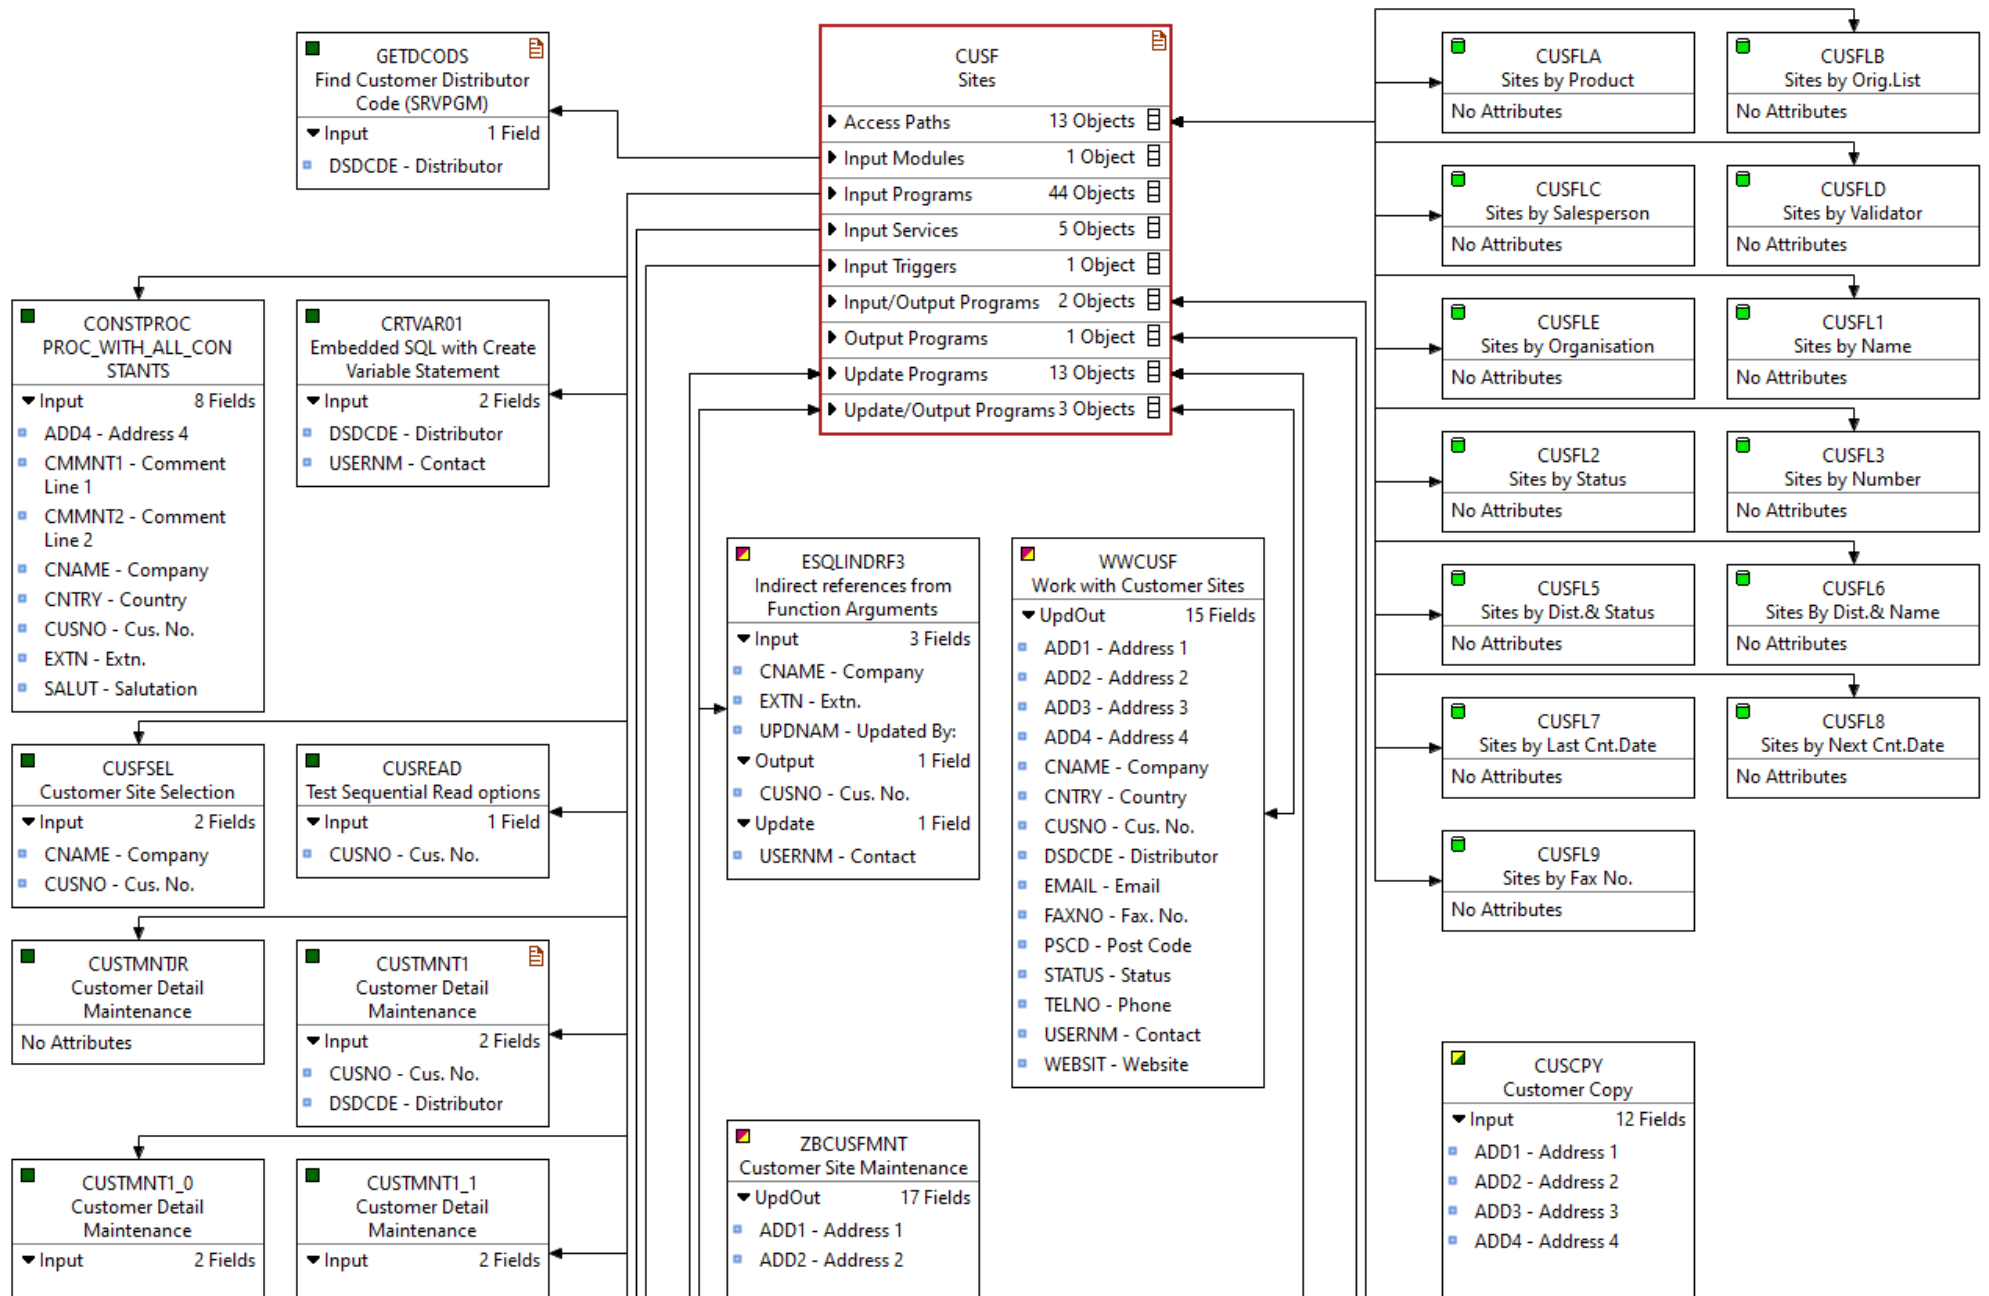 GETDCODS
Find Customer Distributor
Code (SRVPGM)
Input 1 Field
DSDCDE - Distributor
CUSF
Sites
Access Paths 13 Objects
Input Modules 1 Object
Input Programs 44 Objects
Input Services 5 Objects
Input Triggers 1 Object
Input/Output Programs 2 Objects
Output Programs 1 Object
Update Programs 13 Objects
Update/Output Programs 3 Objects
CUSFLA
Sites by Product
No Attributes
CUSFLB
Sites by Orig.List
No Attributes
CUSFLC
Sites by Salesperson
No Attributes
CUSFLD
Sites by Validator
No Attributes
CUSFLE
Sites by Organisation
No Attributes
CUSFL1
Sites by Name
No Attributes
CUSFL2
Sites by Status
No Attributes
CUSFL3
Sites by Number
No Attributes
CUSFL5
Sites by Dist.& Status
No Attributes
CUSFL6
Sites By Dist.& Name
No Attributes
CUSFL7
Sites by Last Cnt.Date
No Attributes
CUSFL8
Sites by Next Cnt.Date
No Attributes
CUSFL9
Sites by Fax No.
No Attributes
CONSTPROC
PROC_WITH_ALL_CON
STANTS
Input 8 Fields
ADD4 - Address 4
CMMNT1 - Comment
Line 1
CMMNT2 - Comment
Line 2
CNAME - Company
CNTRY - Country
CUSNO - Cus. No.
EXTN - Extn.
SALUT - Salutation
CRTVAR01
Embedded SQL with Create
Variable Statement
Input 2 Fields
DSDCDE - Distributor
USERNM - Contact
ESQLINDRF3
Indirect references from
Function Arguments
Input 3 Fields
CNAME - Company
EXTN - Extn.
UPDNAM - Updated By:
Output 1 Field
CUSNO - Cus. No.
Update 1 Field
USERNM - Contact
WWCUSF
Work with Customer Sites
UpdOut 15 Fields
ADD1 - Address 1
ADD2 - Address 2
ADD3 - Address 3
ADD4 - Address 4
CNAME - Company
CNTRY - Country
CUSNO - Cus. No.
DSDCDE - Distributor
EMAIL - Email
FAXNO - Fax. No.
PSCD - Post Code
STATUS - Status
TELNO - Phone
USERNM - Contact
WEBSIT - Website
CUSFSEL
Customer Site Selection
Input 2 Fields
CNAME - Company
CUSNO - Cus. No.
CUSREAD
Test Sequential Read options
Input 1 Field
CUSNO - Cus. No.
CUSTMNTJR
Customer Detail
Maintenance
No Attributes
CUSTMNT1
Customer Detail
Maintenance
Input 2 Fields
CUSNO - Cus. No.
DSDCDE - Distributor
CUSTMNT1_0
Customer Detail
Maintenance
Input 2 Fields
CUSTMNT1_1
Customer Detail
Maintenance
Input 2 Fields
ZBCUSFMNT
Customer Site Maintenance
UpdOut 17 Fields
ADD1 - Address 1
ADD2 - Address 2
CUSCPY
Customer Copy
Input 12 Fields
ADD1 - Address 1
ADD2 - Address 2
ADD3 - Address 3
ADD4 - Address 4